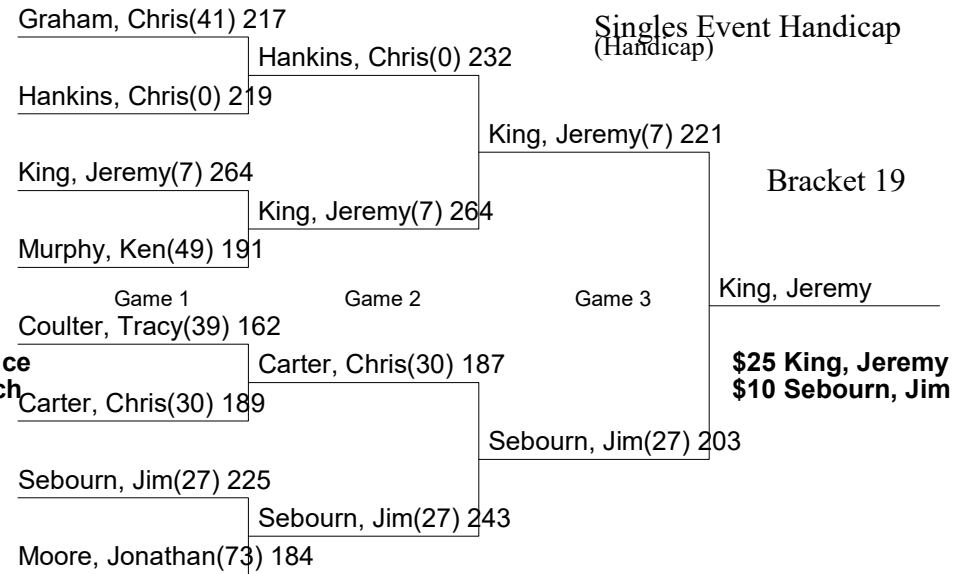 Graham, Chris(41) 217
Singles Event Handicap
(Handicap)
Hankins, Chris(0) 232
Hankins, Chris(0) 219
King, Jeremy(7) 221
King, Jeremy(7) 264
Bracket 19
King, Jeremy(7) 264
Murphy, Ken(49) 191
Game 1 Game 2 Game 3
King, Jeremy
Coulter, Tracy(39) 162
ce
Carter, Chris(30) 187
$25 King, Jeremy
ch
Carter, Chris(30) 189
$10 Sebourn, Jim
Sebourn, Jim(27) 203
Sebourn, Jim(27) 225
Sebourn, Jim(27) 243
Moore, Jonathan(73) 184